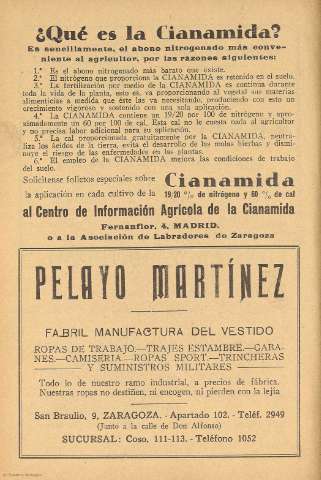 ¿Qué es la Cianamida?
Es sencillamente, el abono nitrogenado más conve-
niente al agricultor, por las razones siguientes:
1.ª Es el abono nitrogenado más barato que existe.
2.ª El nitrógeno que proporciona la CIANAMIDA es retenido en el suelo.
3.ª La fertilización por medio de la CIANAMIDA es continua durante
toda la vida de la planta, esto es, va proporcionando al vegetal sus materias
alimenticias a medida que éste las va necesitando, produciendo con esto un
crecimiento vigoroso y sostenido con una sola aplicación.
4.ª La CIANAMIDA contiene un 19/20 por 100 de nitrógeno y apro-
ximadamente un 60 por 100 de cal. Esta cal no le cuesta nada al agricultor
y no precisa labor adicional para su aplicación.
5.ª La cal proporcionada gratuitamente por la CIANAMIDA, neutra-
liza los ácidos de la tierra, evita el desarrollo de las malas hierbas y dismi-
nuye el riesgo de las enfermedades en las plantas.
6.ª El empleo de la CIANAMIDA mejora las condiciones de trabajo
del suelo.
Solicítense folletos especiales sobre Cianamida
la aplicación en cada cultivo de la 19/20 % de nitrógeno y 60 % de cal
al Centro de Información Agrícola de la Cianamida
Fernanflor, 4, MADRID.
o a la Asociación de Labradores de Zaragoza
PELAYO MARTÍNEZ
FABRIL MANUFACTURA DEL VESTIDO
ROPAS DE TRABAJO.—TRAJES ESTAMBRE.—GABA-
NES.—CAMISERIA.—ROPAS SPORT.—TRINCHERAS
Y SUMINISTROS MILITARES
Todo lo de nuestro ramo industrial, a precios de fábrica.
Nuestras ropas no destiñen, ni encogen, ni pierden con la lejía
San Braulio, 9, ZARAGOZA. - Apartado 102. - Teléf. 2949
(Junto a la calle de Don Alfonso)
SUCURSAL: Coso, 111-113. - Teléfono 1052